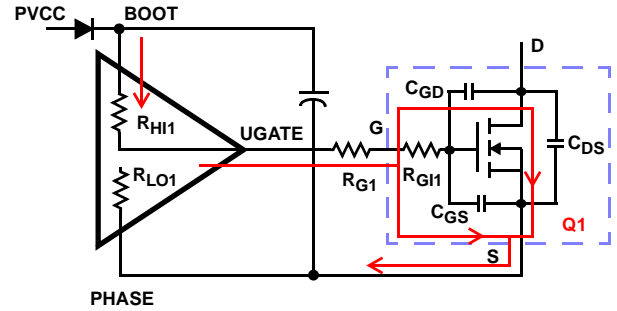 PVCC
BOOT
D
CGD
RHI1
UGATE
G
CDS
RLO1
RG1
RGI1
CGS
Q1
S
PHASE